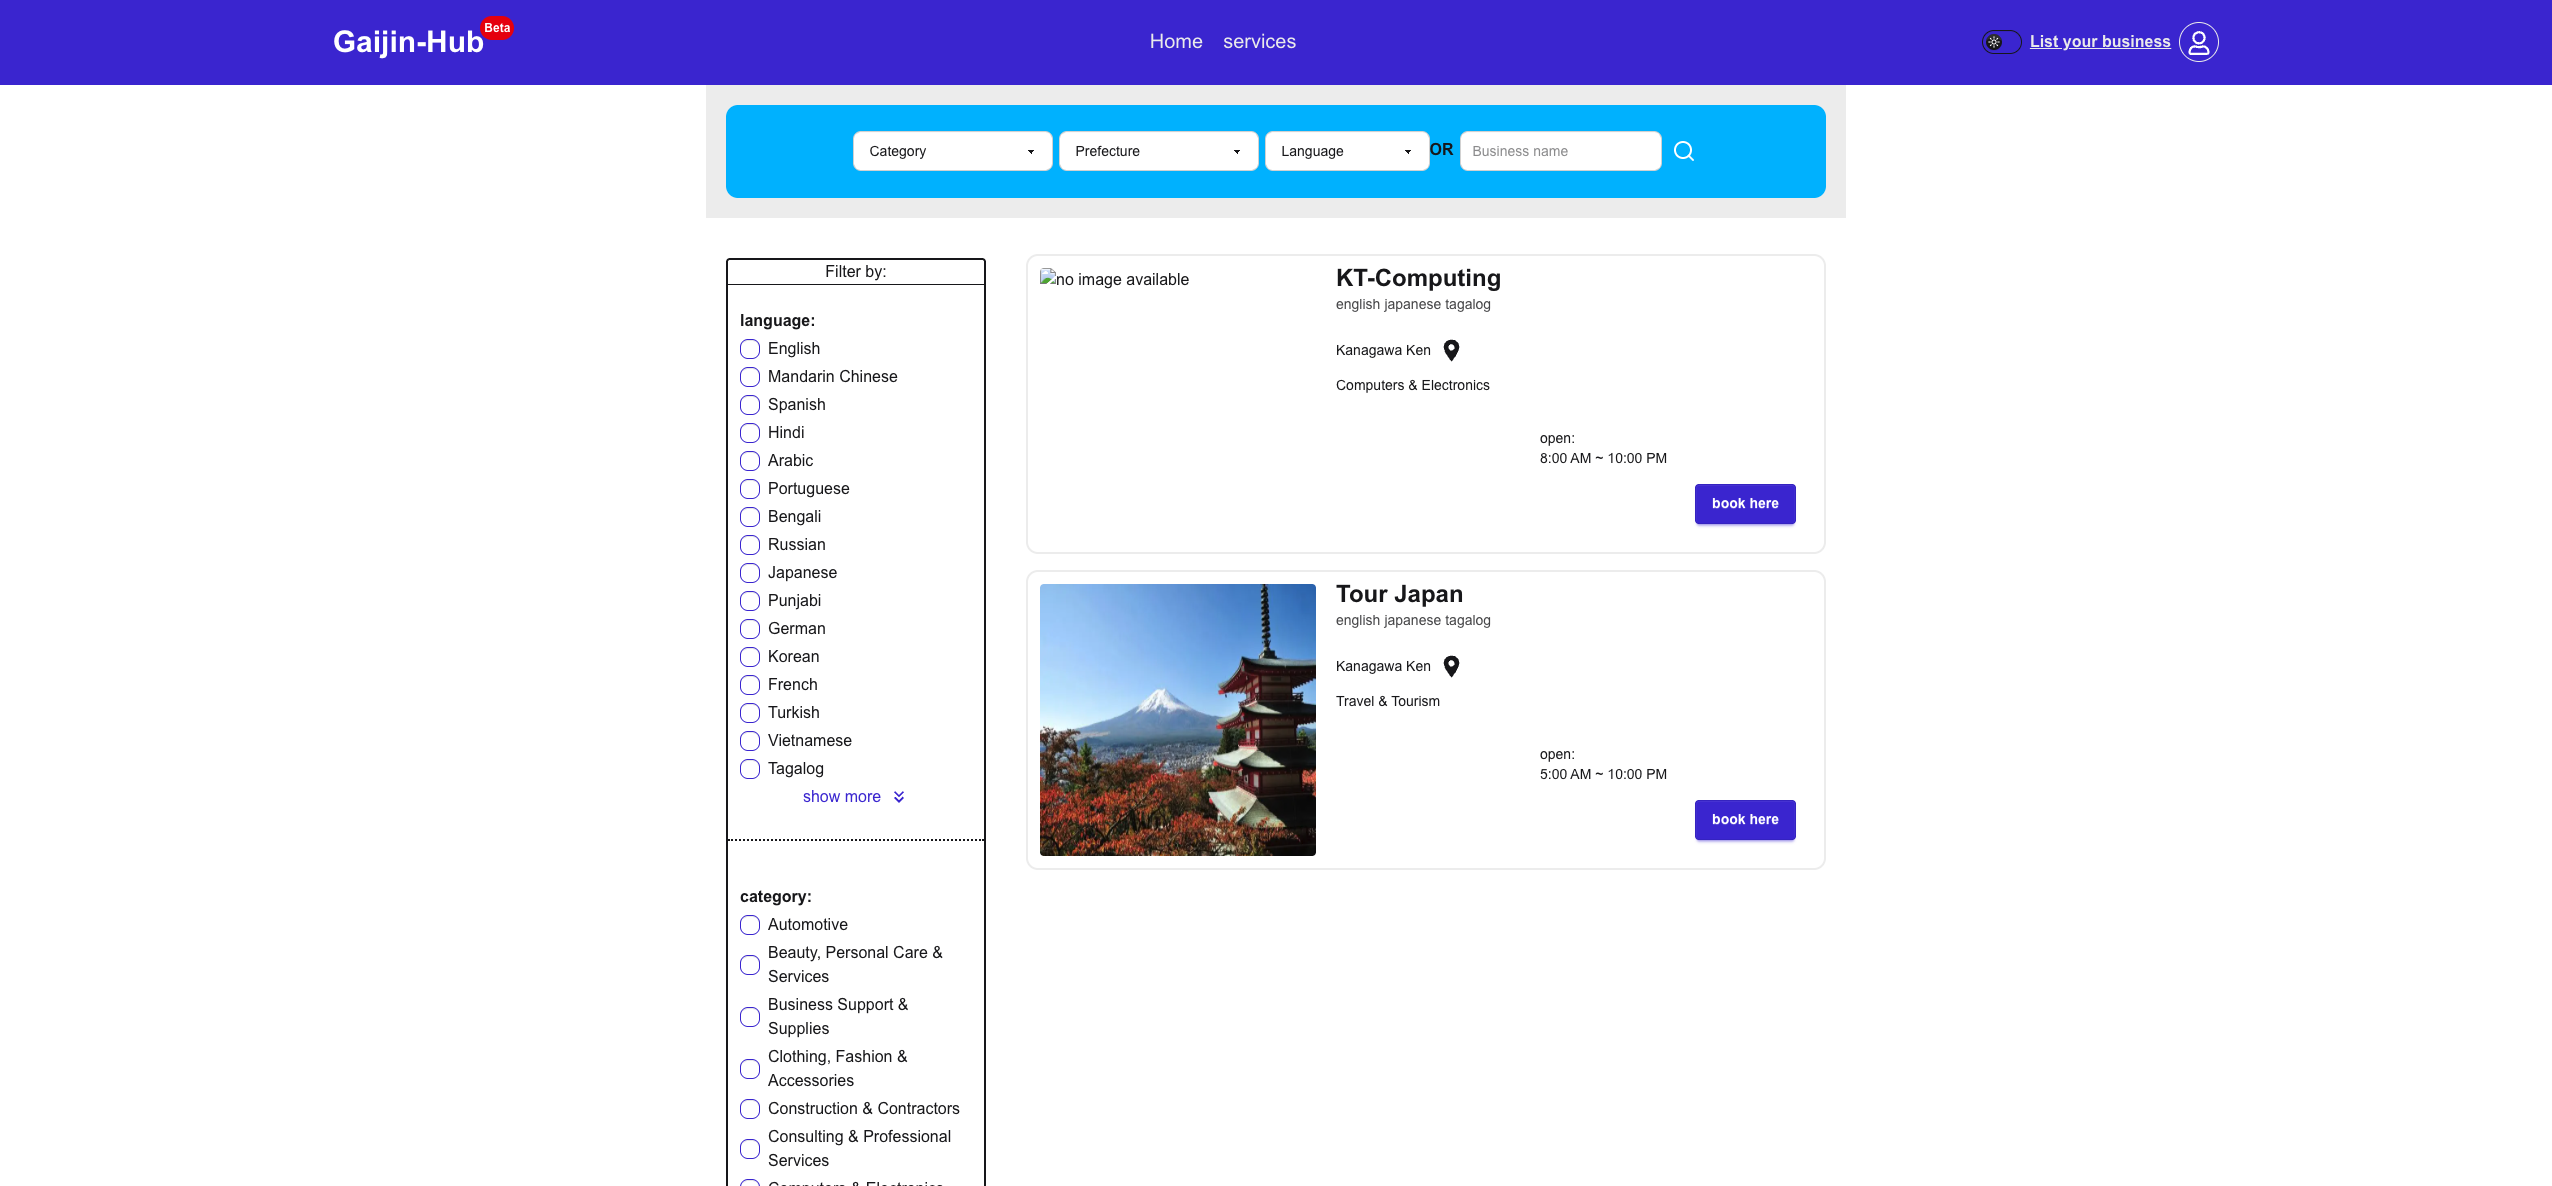 Gaijin-Hub
Beta
Home
services
List your business
Category
Prefecture
Language
OR
Business name
Filter by:
language:
English
Mandarin Chinese
Spanish
Hindi
Arabic
Portuguese
Bengali
Russian
Japanese
Punjabi
German
Korean
French
Turkish
Vietnamese
Tagalog
show more
category:
Automotive
Beauty, Personal Care &
Services
Business Support &
Supplies
Clothing, Fashion &
Accessories
Construction & Contractors
Consulting & Professional
Services
Computers & Electronics
no image available
KT-Computing
english japanese tagalog
Kanagawa Ken
Computers & Electronics
open:
8:00 AM ~ 10:00 PM
book here
Tour Japan
english japanese tagalog
Kanagawa Ken
Travel & Tourism
open:
5:00 AM ~ 10:00 PM
book here